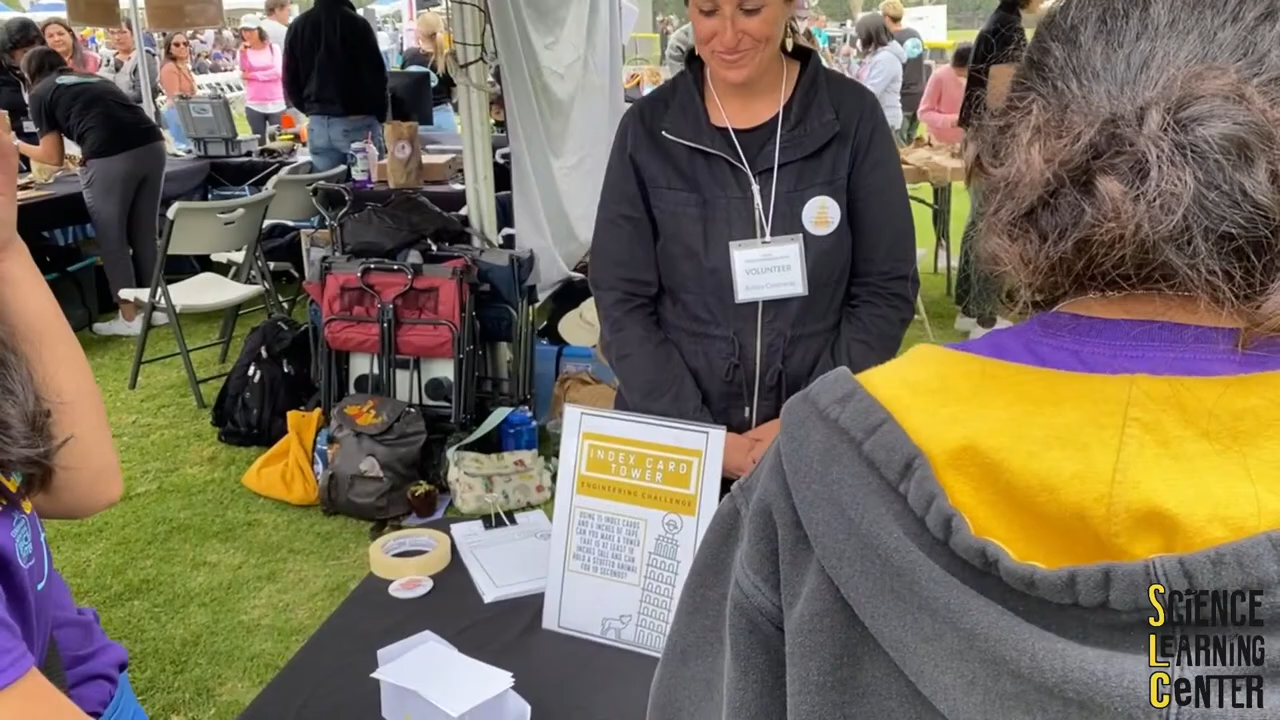 VOLUNTEER
INDEX CARD
TOWER
ENGINEERING CHALLENGE
USING 15 INDEX CARDS
AND 6 INCHES OF TAPE
CAN YOU MAKE A TOWER
THAT IS AT LEAST 10
INCHES TALL AND CAN
HOLD A STUFFED ANIMAL
FOR 10 SECONDS?
SCIENCE
LEARNING
CENTER